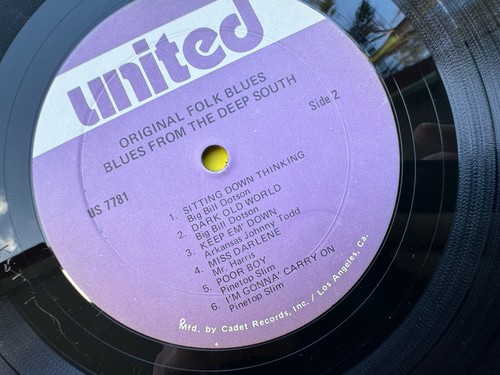 united
ORIGINAL FOLK BLUES
BLUES FROM THE DEEP SOUTH
Side 2
US 7781
1. SITTING DOWN THINKING
Big Bill Dotson
2. DARK OLD WORLD
Big Bill Dotson
3. KEEP EM' DOWN
Arkansas Johnny Todd
4. MISS DARLENE
Mr. Harris
5. POOR BOY
Pinetop Slim
6. I'M GONNA' CARRY ON
Pinetop Slim
Mfd. by Cadet Records, Inc. / Los Angeles, Ca.